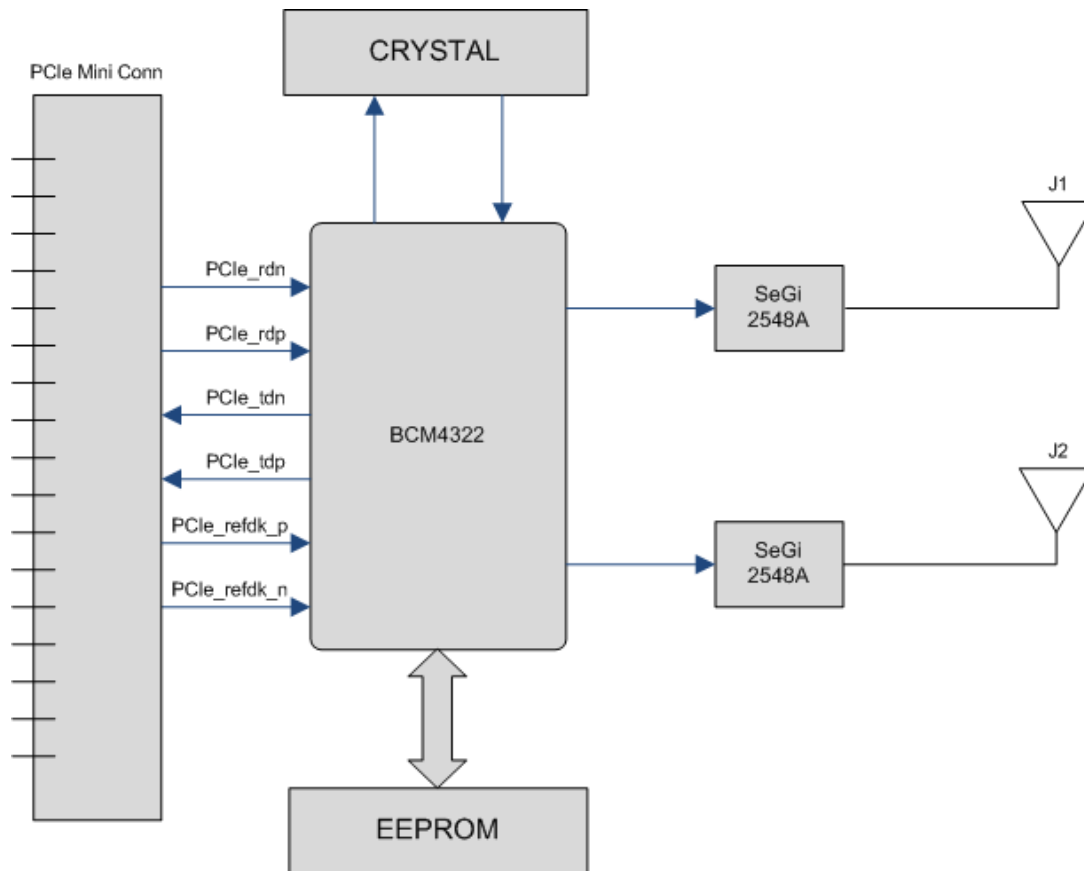 CRYSTAL
PCIe Mini Conn
J1
PCIe_rdn
SeGi
2548A
PCIe_rdp
PCIe_tdn
BCM4322
J2
PCIe_tdp
PCIe_refdk_p
SeGi
2548A
PCIe_refdk_n
EEPROM